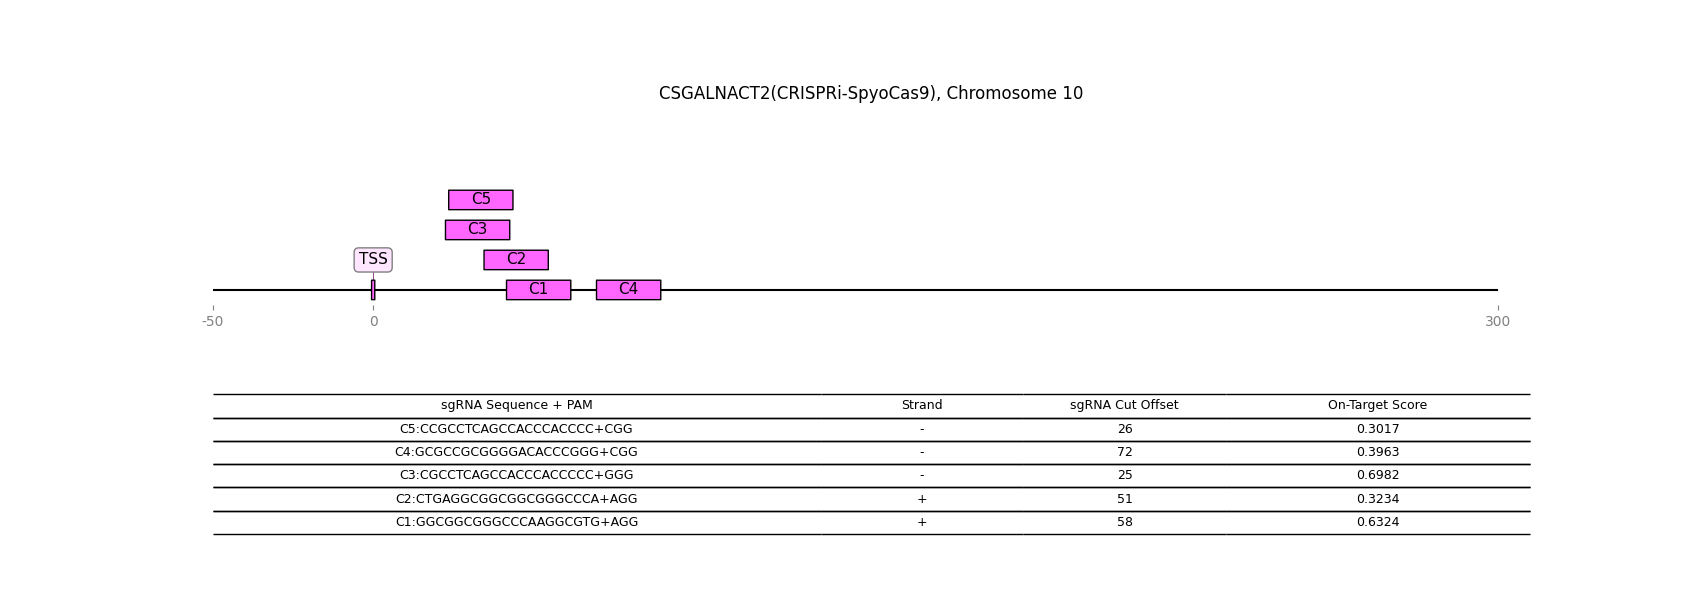 CSGALNACT2(CRISPRi-SpyoCas9), Chromosome 10
C5
C3
TSS C2
C1 C4
-50 0 300
sgRNA Sequence + PAM Strand sgRNA Cut Offset On-Target Score
C5:CCGCCTCAGCCACCCACCCC+CGG - 26 0.3017
C4:GCGCCGCGGGGACACCCGGG+CGG - 72 0.3963
C3:CGCCTCAGCCACCCACCCCC+GGG - 25 0.6982
C2:CTGAGGCGGCGGCGGGCCCA+AGG + 51 0.3234
C1:GGCGGCGGGCCCAAGGCGTG+AGG + 58 0.6324